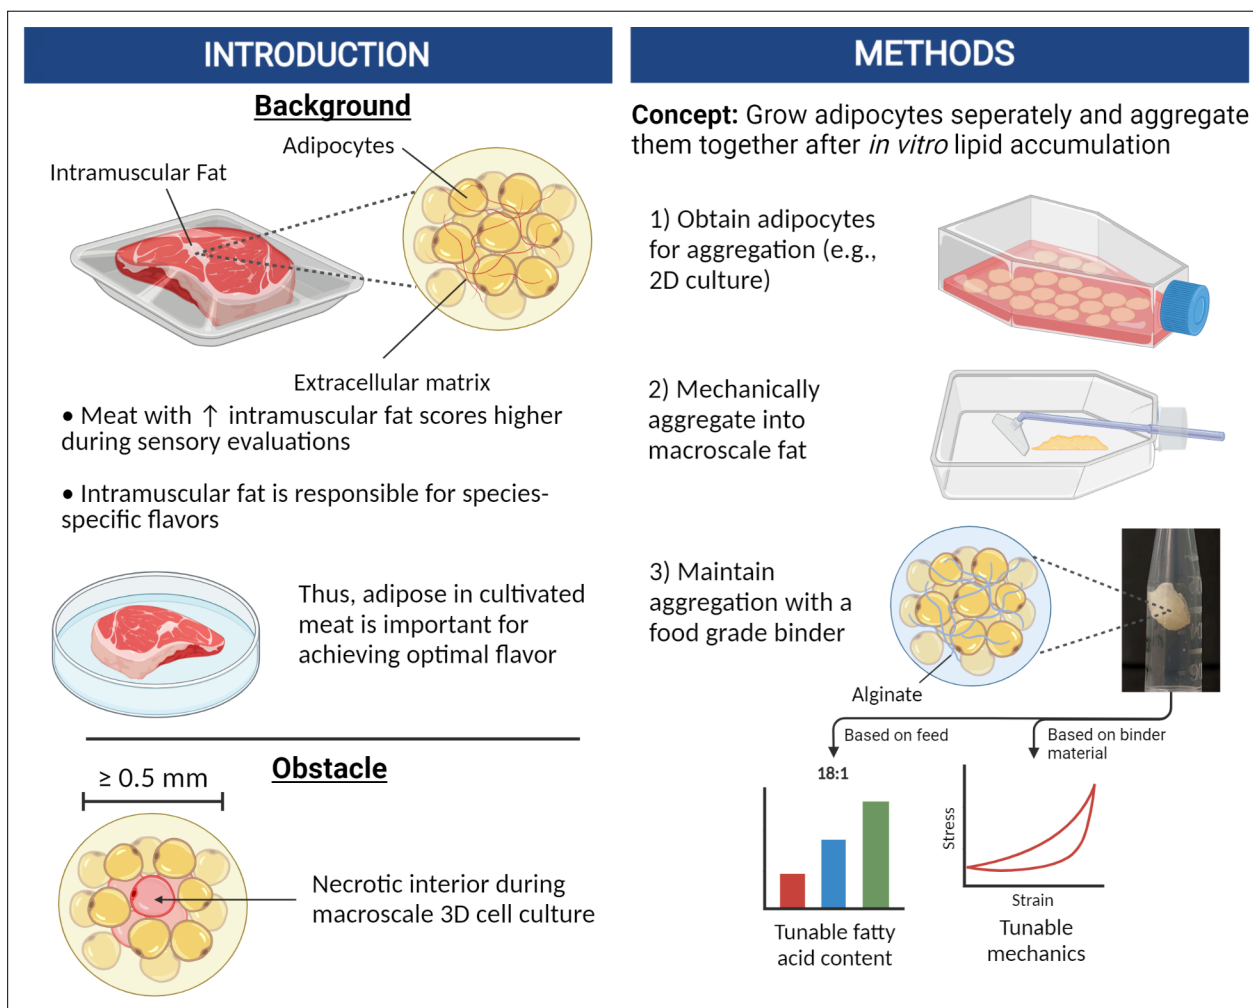 INTRODUCTION
Background
Adipocytes
Intramuscular Fat
Extracellular matrix
• Meat with ↑ intramuscular fat scores higher
during sensory evaluations
• Intramuscular fat is responsible for species-
specific flavors
Thus, adipose in cultivated
meat is important for
achieving optimal flavor
Obstacle
≥ 0.5 mm
Necrotic interior during
macroscale 3D cell culture
METHODS
Concept: Grow adipocytes seperately and aggregate
them together after in vitro lipid accumulation
1) Obtain adipocytes
for aggregation (e.g.,
2D culture)
2) Mechanically
aggregate into
macroscale fat
3) Maintain
aggregation with a
food grade binder
Alginate
Based on feed
Based on binder
material
18:1
Tunable fatty
acid content
Stress
Strain
Tunable
mechanics